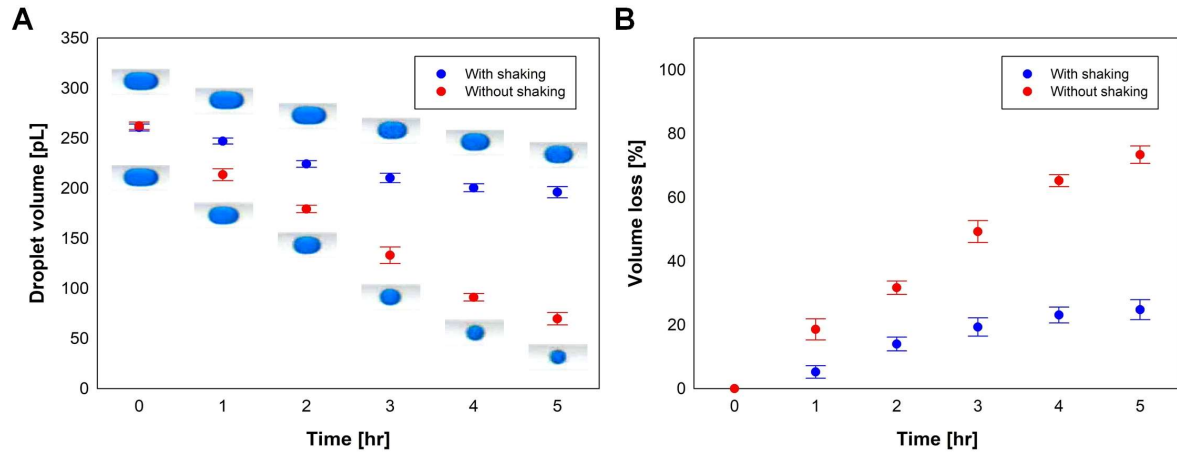 A
350
300
250
200
150
100
50
0
Droplet volume [pL]
With shaking
Without shaking
0 1 2 3 4 5
Time [hr]
B
100
80
60
40
20
0
Volume loss [%]
With shaking
Without shaking
0 1 2 3 4 5
Time [hr]